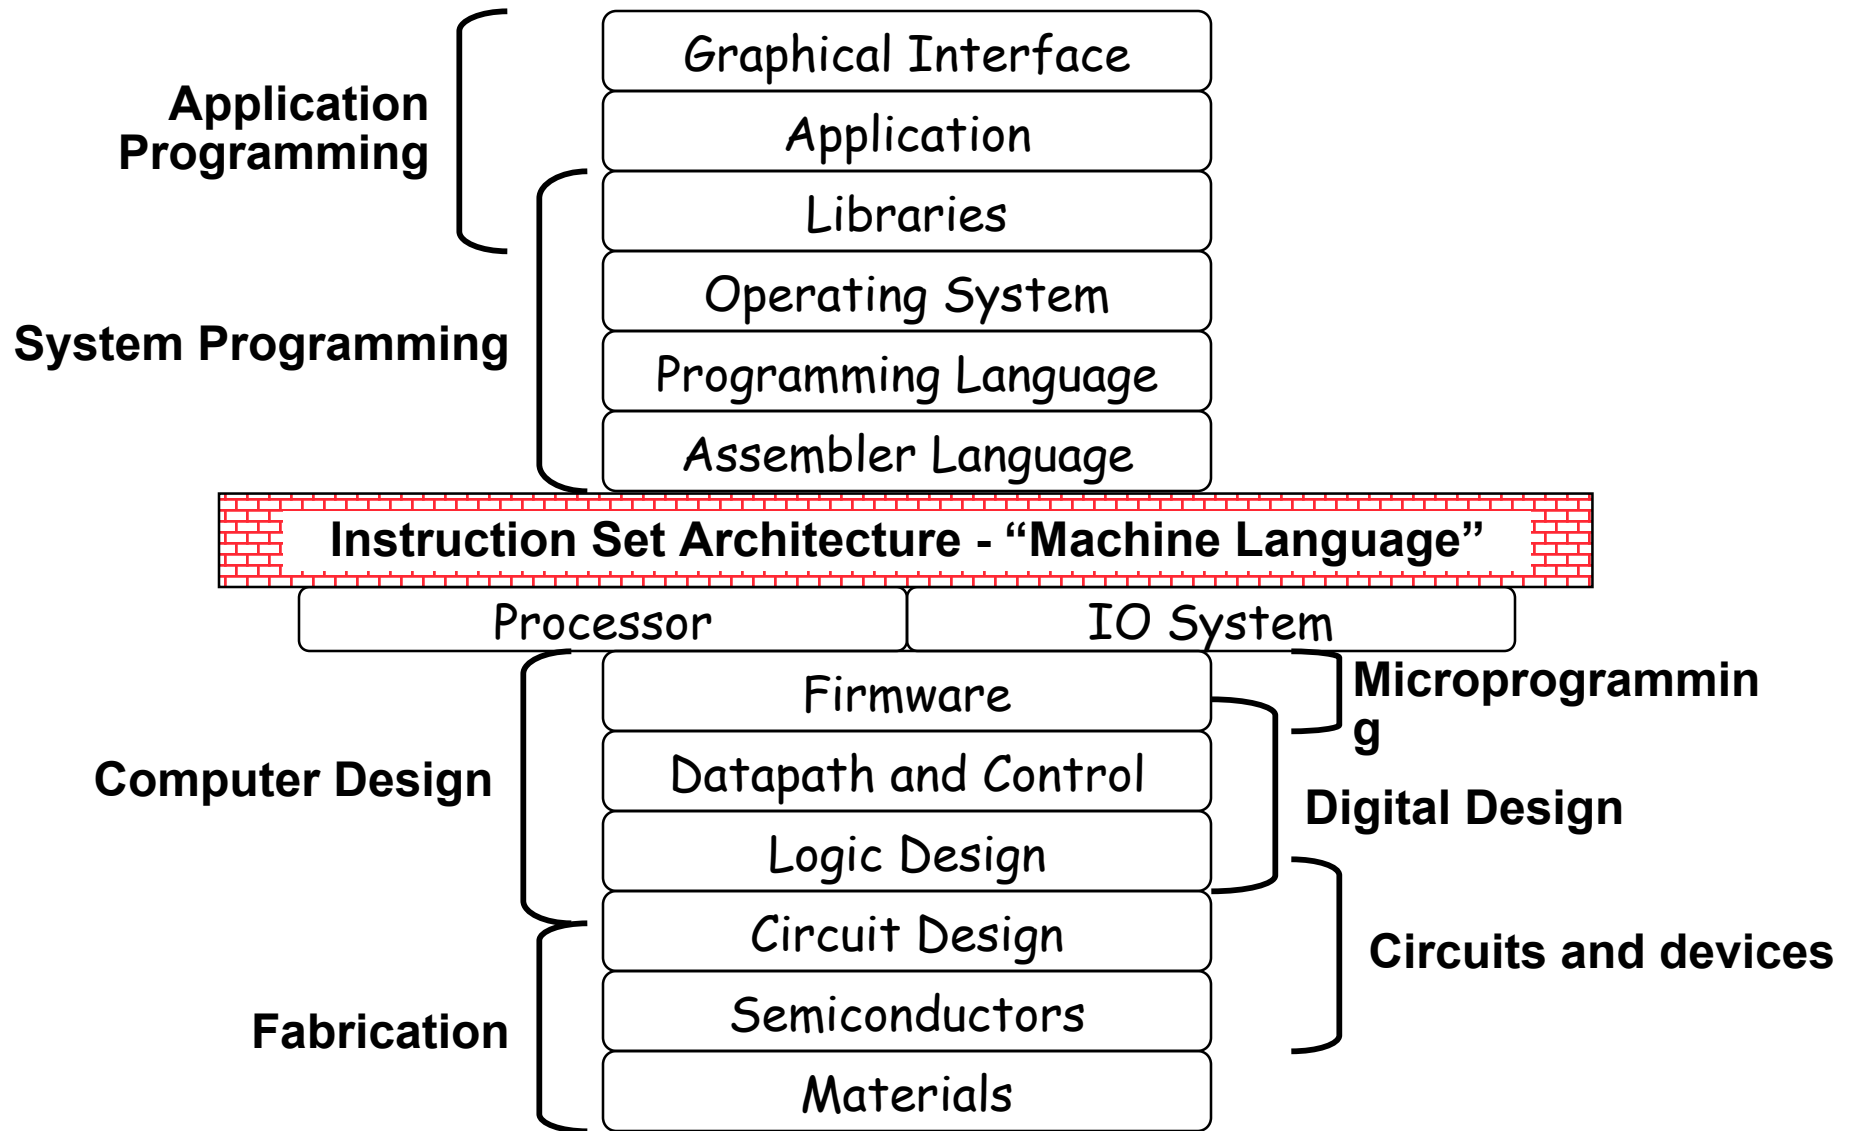 Graphical Interface
Application
Programming
Application
Libraries
Operating System
System Programming
Programming Language
Assembler Language
Instruction Set Architecture - “Machine Language”
Processor
IO System
Firmware
Microprogrammin
g
Computer Design
Datapath and Control
Digital Design
Logic Design
Circuit Design
Circuits and devices
Semiconductors
Fabrication
Materials